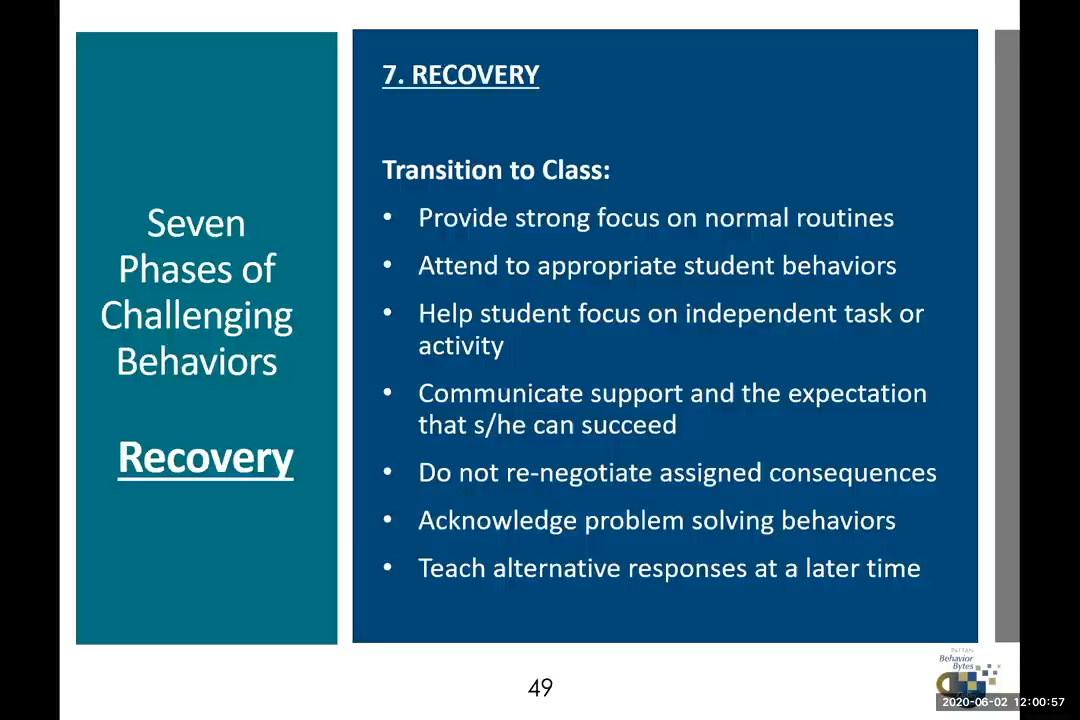 Seven
Phases of
Challenging
Behaviors
Recovery
7. RECOVERY
Transition to Class:
• Provide strong focus on normal routines
• Attend to appropriate student behaviors
• Help student focus on independent task or
activity
• Communicate support and the expectation
that s/he can succeed
• Do not re-negotiate assigned consequences
• Acknowledge problem solving behaviors
• Teach alternative responses at a later time
49
PaTTAN
Behavior
Bytes
2020-06-02 12:00:57